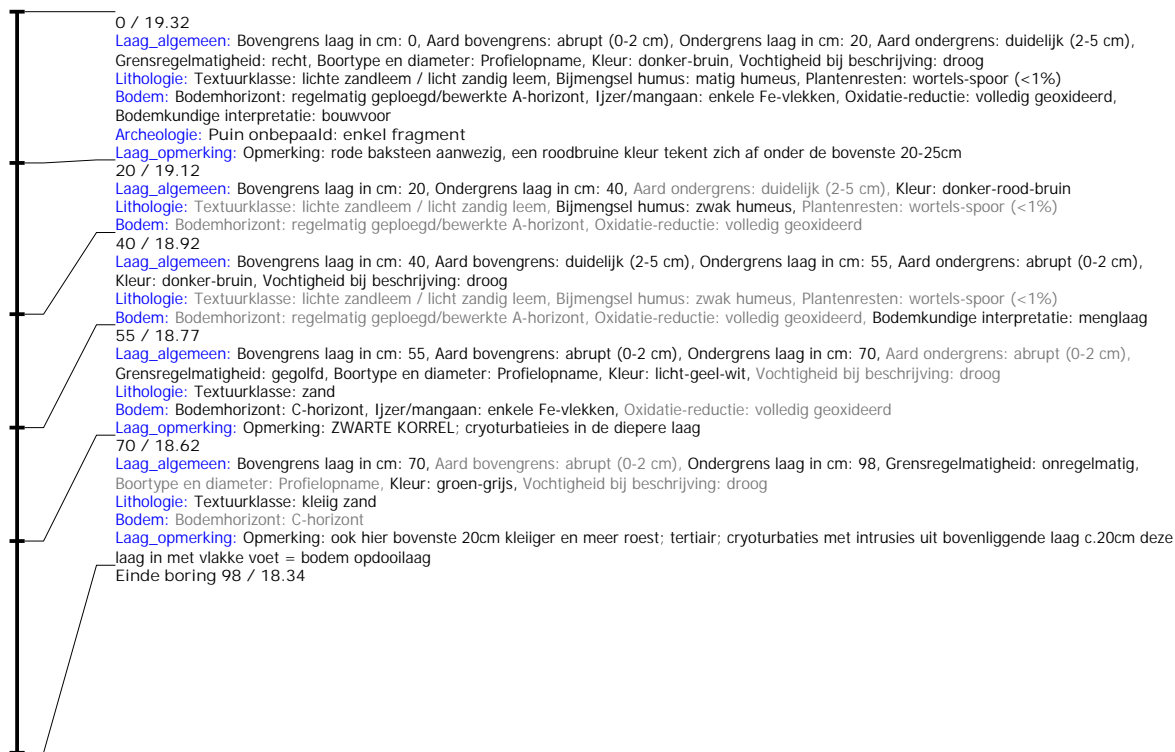 0 / 19.32
Laag_algemeen: Bovengrens laag in cm: 0, Aard bovengrens: abrupt (0-2 cm), Ondergrens laag in cm: 20, Aard ondergrens: duidelijk (2-5 cm),
Grensregelmatigheid: recht, Boortype en diameter: Profielopname, Kleur: donker-bruin, Vochtigheid bij beschrijving: droog
Lithologie: Textuurklasse: lichte zandleem / licht zandig leem, Bijmengsel humus: matig humeus, Plantenresten: wortels-spoor (<1%)
Bodem: Bodemhorizont: regelmatig geploegd/bewerkte A-horizont, Ijzer/mangaan: enkele Fe-vlekken, Oxidatie-reductie: volledig geoxideerd,
Bodemkundige interpretatie: bouwvoor
Archeologie: Puin onbepaald: enkel fragment
Laag_opmerking: Opmerking: rode baksteen aanwezig, een roodbruine kleur tekent zich af onder de bovenste 20-25cm
20 / 19.12
Laag_algemeen: Bovengrens laag in cm: 20, Ondergrens laag in cm: 40, Aard ondergrens: duidelijk (2-5 cm), Kleur: donker-rood-bruin
Lithologie: Textuurklasse: lichte zandleem / licht zandig leem, Bijmengsel humus: zwak humeus, Plantenresten: wortels-spoor (<1%)
Bodem: Bodemhorizont: regelmatig geploegd/bewerkte A-horizont, Oxidatie-reductie: volledig geoxideerd
40 / 18.92
Laag_algemeen: Bovengrens laag in cm: 40, Aard bovengrens: duidelijk (2-5 cm), Ondergrens laag in cm: 55, Aard ondergrens: abrupt (0-2 cm),
Kleur: donker-bruin, Vochtigheid bij beschrijving: droog
Lithologie: Textuurklasse: lichte zandleem / licht zandig leem, Bijmengsel humus: zwak humeus, Plantenresten: wortels-spoor (<1%)
Bodem: Bodemhorizont: regelmatig geploegd/bewerkte A-horizont, Oxidatie-reductie: volledig geoxideerd, Bodemkundige interpretatie: menglaag
55 / 18.77
Laag_algemeen: Bovengrens laag in cm: 55, Aard bovengrens: abrupt (0-2 cm), Ondergrens laag in cm: 70, Aard ondergrens: abrupt (0-2 cm),
Grensregelmatigheid: gegolfd, Boortype en diameter: Profielopname, Kleur: licht-geel-wit, Vochtigheid bij beschrijving: droog
Lithologie: Textuurklasse: zand
Bodem: Bodemhorizont: C-horizont, Ijzer/mangaan: enkele Fe-vlekken, Oxidatie-reductie: volledig geoxideerd
Laag_opmerking: Opmerking: ZWARTE KORREL; cryoturbatieies in de diepere laag
70 / 18.62
Laag_algemeen: Bovengrens laag in cm: 70, Aard bovengrens: abrupt (0-2 cm), Ondergrens laag in cm: 98, Grensregelmatigheid: onregelmatig,
Boortype en diameter: Profielopname, Kleur: groen-grijs, Vochtigheid bij beschrijving: droog
Lithologie: Textuurklasse: kleiig zand
Bodem: Bodemhorizont: C-horizont
Laag_opmerking: Opmerking: ook hier bovenste 20cm kleiiger en meer roest; tertiair; cryoturbaties met intrusies uit bovenliggende laag c.20cm deze
laag in met vlakke voet = bodem opdooilaag
Einde boring 98 / 18.34